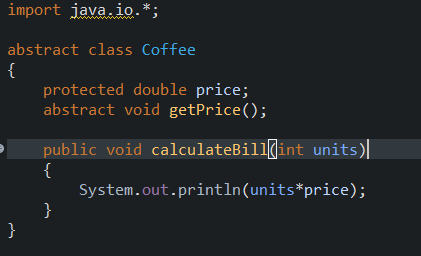 import java.io.*;
abstract class Coffee
{
protected double price;
abstract void getPrice();
public void calculateBill(int units)
{
System.out.println(units*price);
}
}